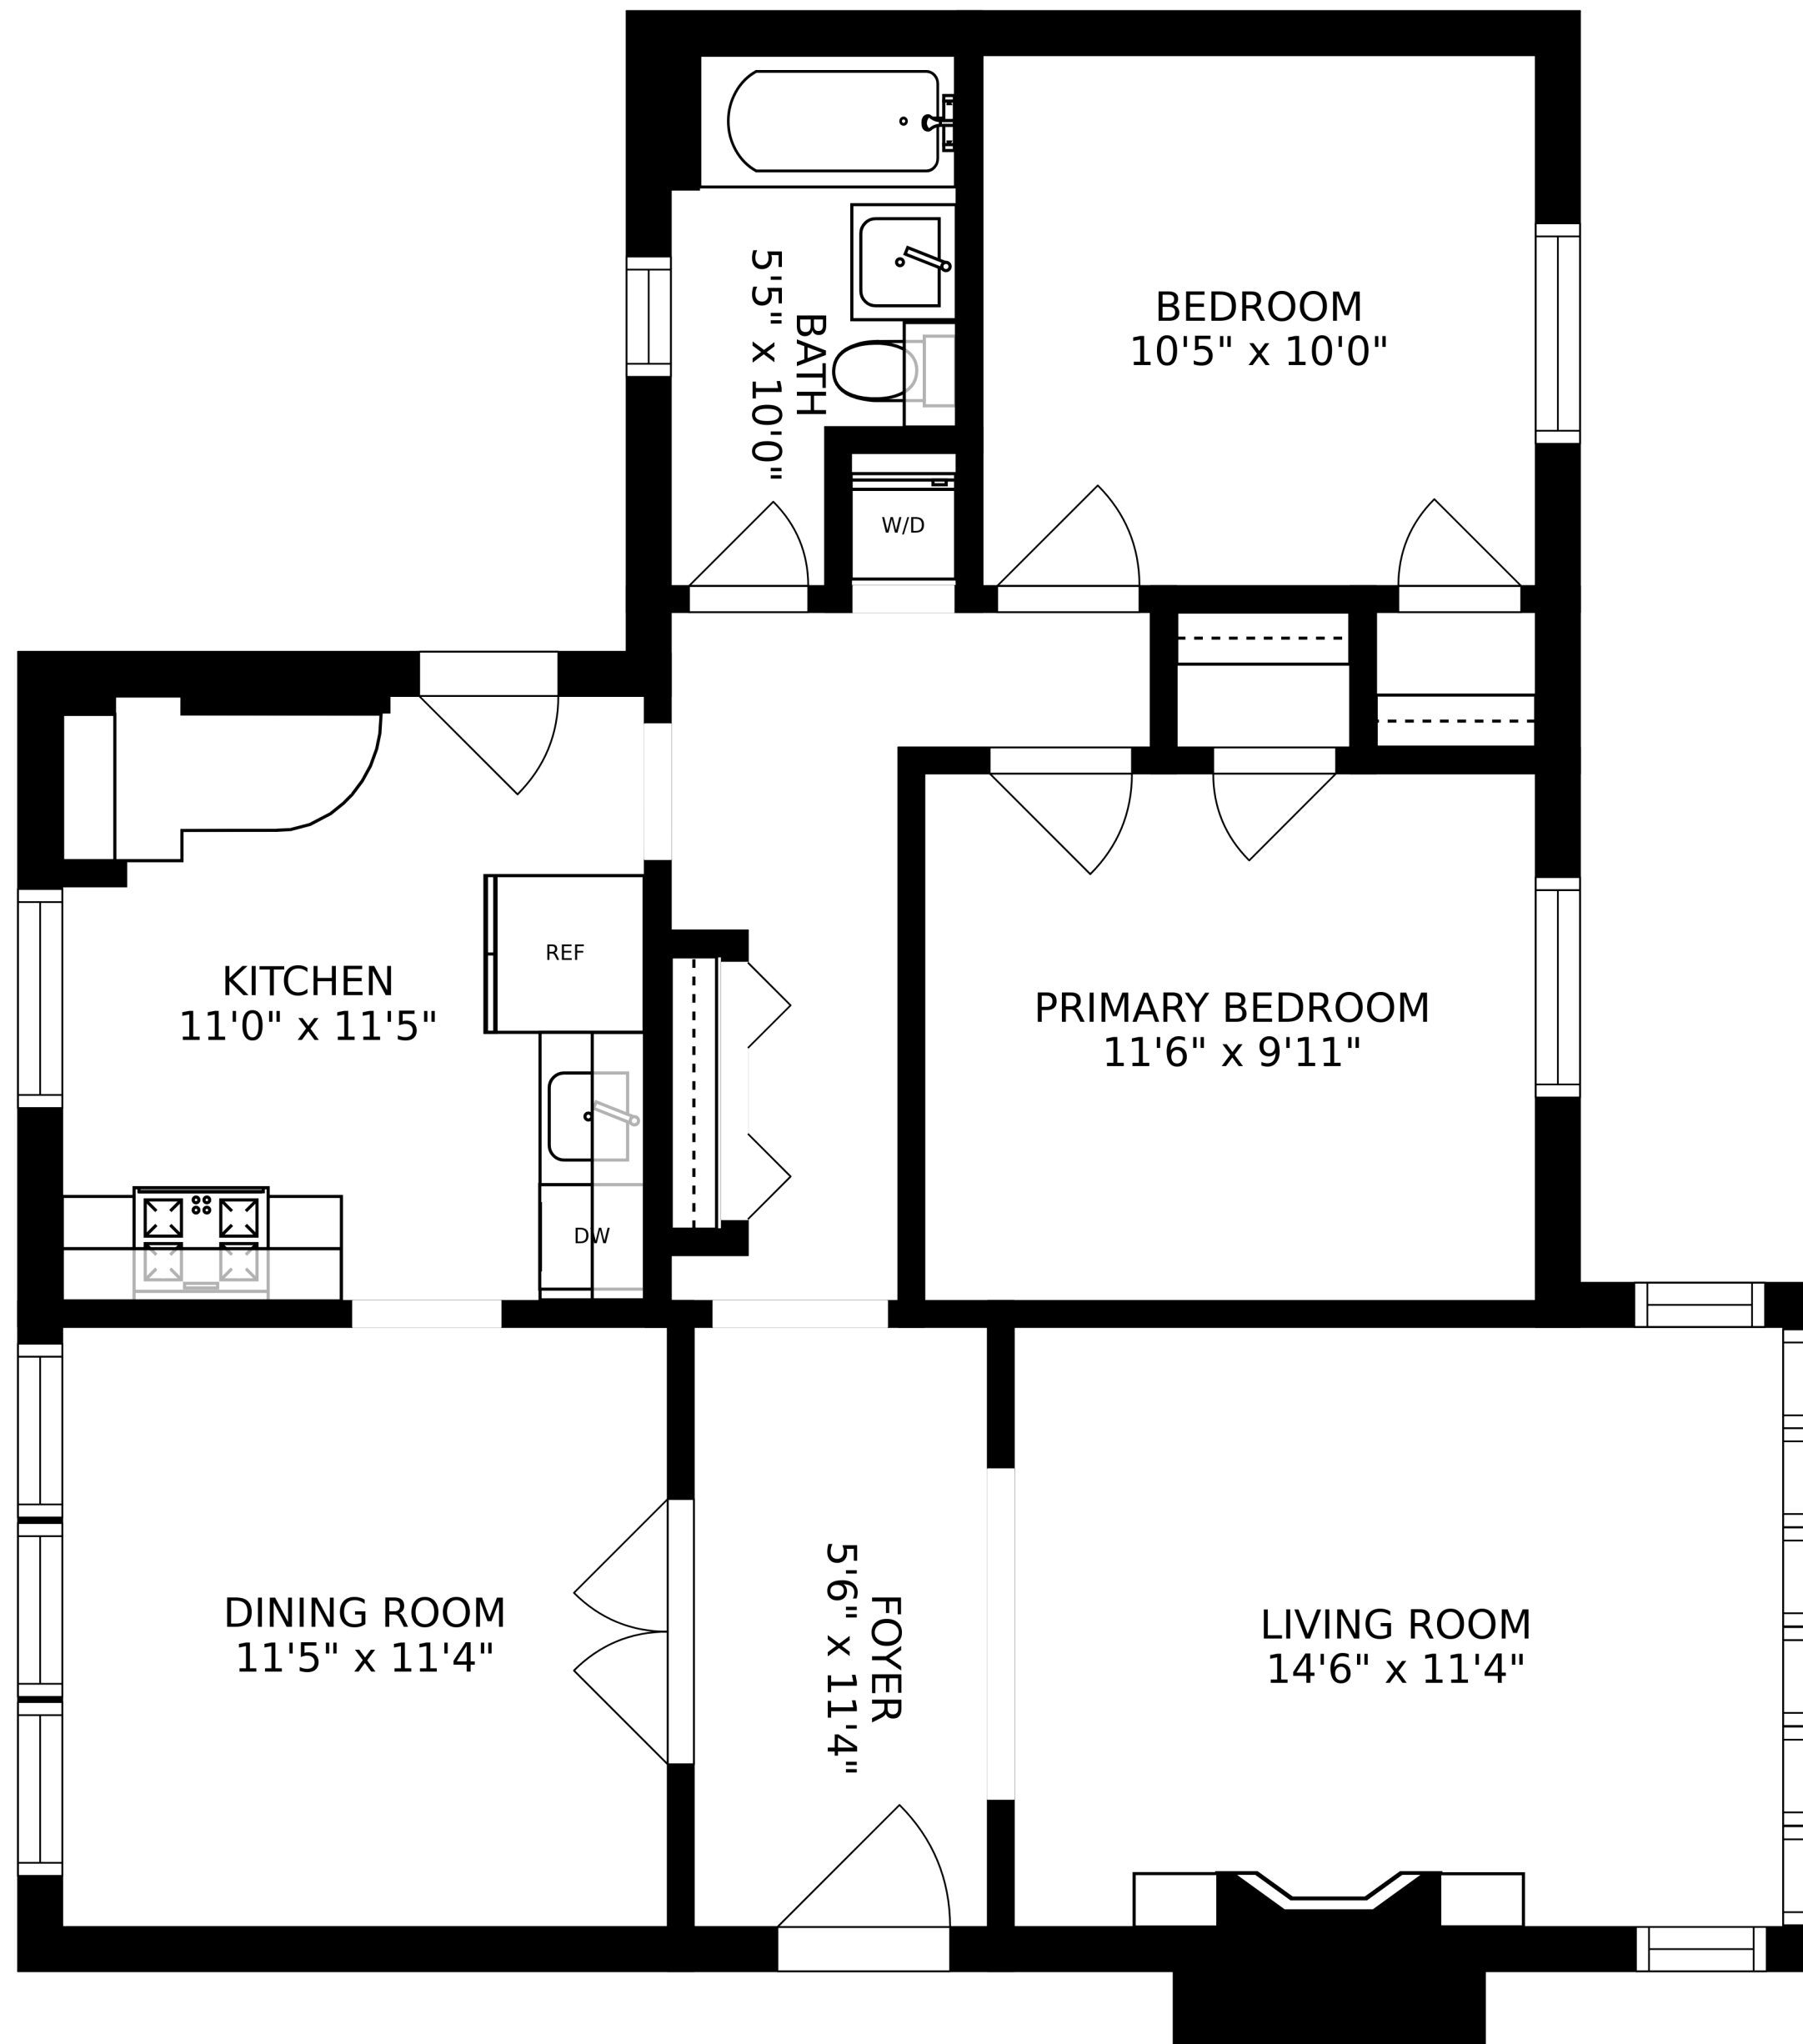 BATH
5'5" x 10'0"
BEDROOM
10'5" x 10'0"
W/D
KITCHEN
11'0" x 11'5"
REF
PRIMARY BEDROOM
11'6" x 9'11"
DW
DINING ROOM
11'5" x 11'4"
FOYER
5'6" x 11'4"
LIVING ROOM
14'6" x 11'4"